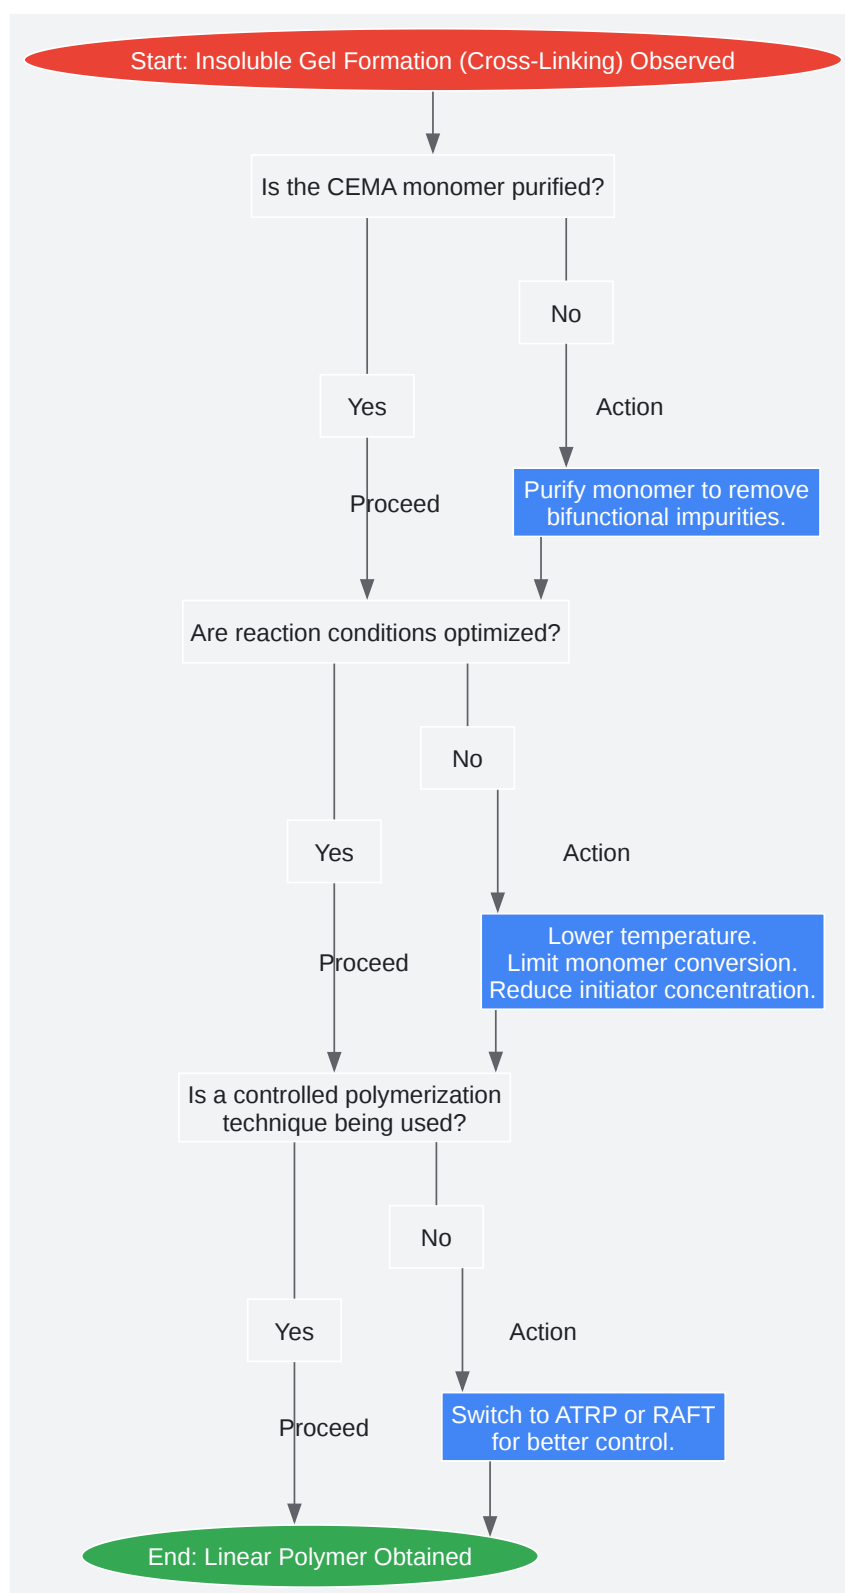 Start: Insoluble Gel Formation (Cross-Linking) Observed
Is the CEMA monomer purified?
No
Yes
Action
Purify monomer to remove
bifunctional impurities.
Proceed
Are reaction conditions optimized?
No
Yes
Action
Lower temperature.
Limit monomer conversion.
Reduce initiator concentration.
Proceed
Is a controlled polymerization
technique being used?
No
Yes
Action
Switch to ATRP or RAFT
for better control.
Proceed
End: Linear Polymer Obtained